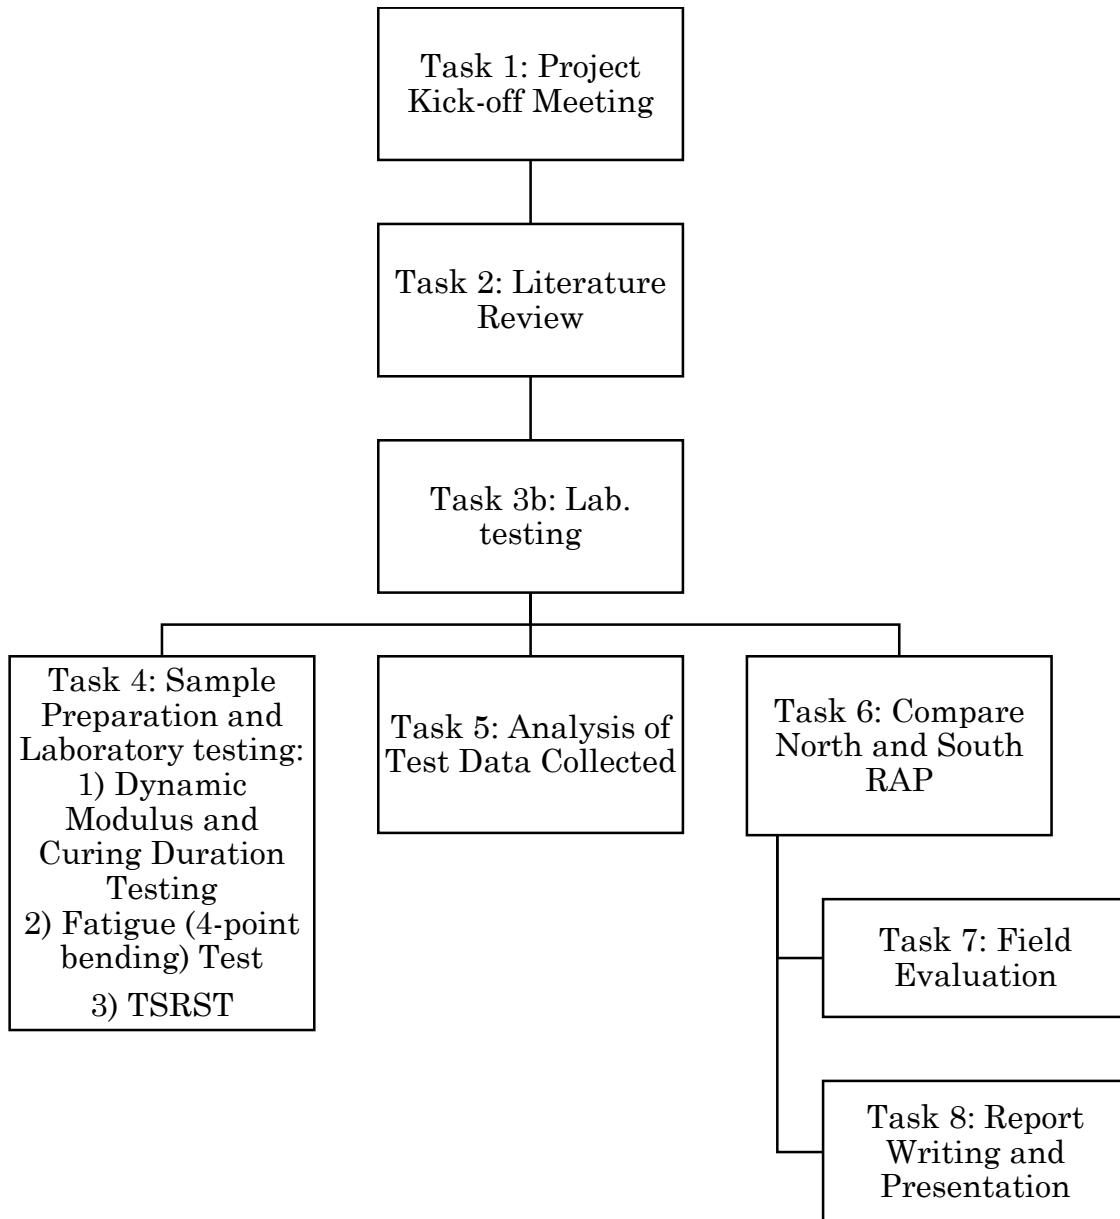 Task 1: Project
Kick-off Meeting
Task 2: Literature
Review
Task 3b: Lab.
testing
Task 4: Sample
Preparation and
Laboratory testing:
1) Dynamic
Modulus and
Curing Duration
Testing
2) Fatigue (4-point
bending) Test
3) TSRST
Task 5: Analysis of
Test Data Collected
Task 6: Compare
North and South
RAP
Task 7: Field
Evaluation
Task 8: Report
Writing and
Presentation